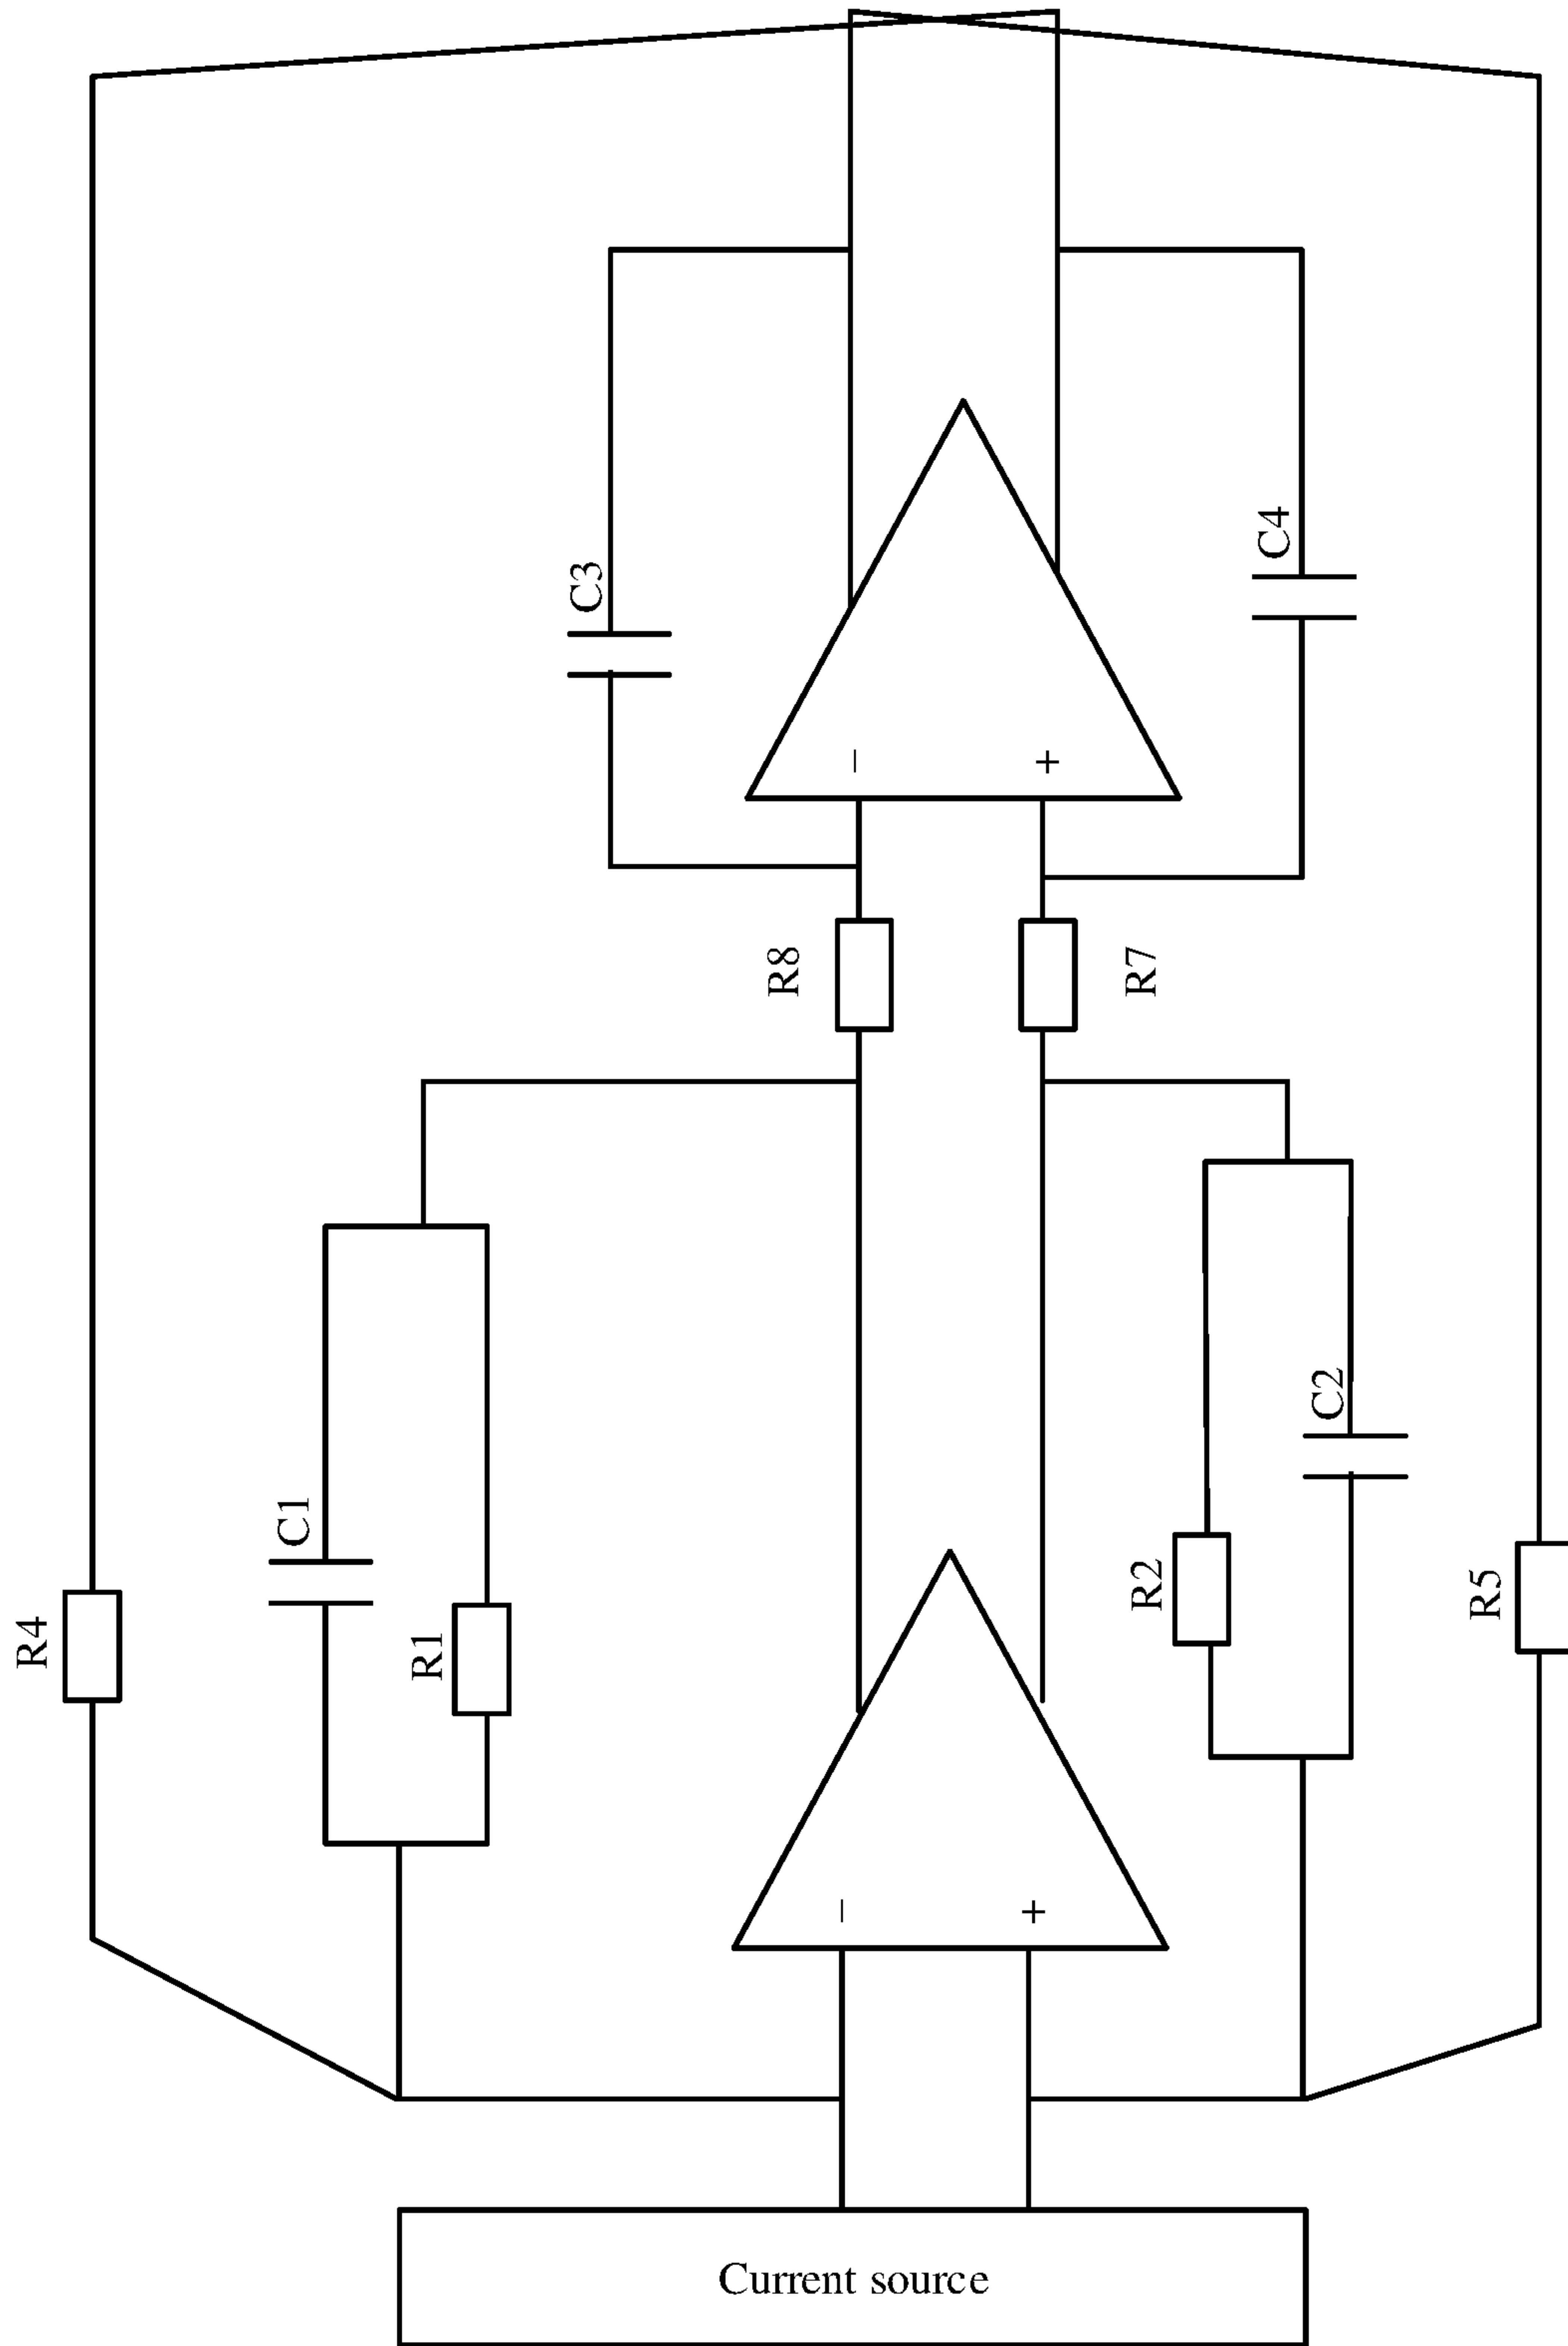 C4
C3
−
+
R8
R7
C2
C1
R2
R5
R4
R1
−
+
Current source